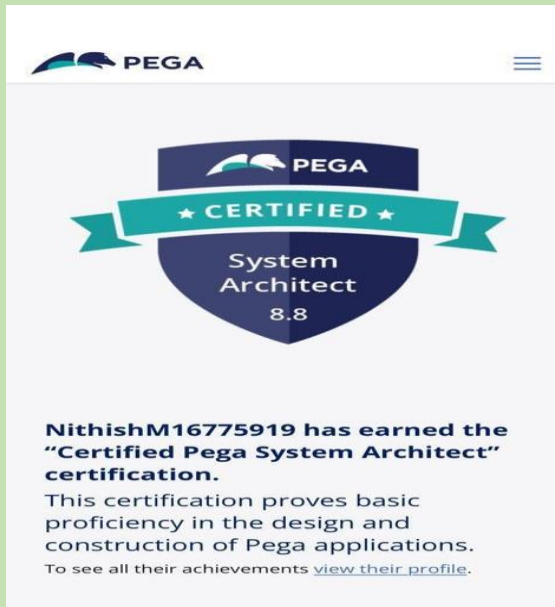 PEGA
PEGA
★ CERTIFIED ★
System
Architect
8.8
NithishM16775919 has earned the
“Certified Pega System Architect”
certification.
This certification proves basic
proficiency in the design and
construction of Pega applications.
To see all their achievements view their profile.